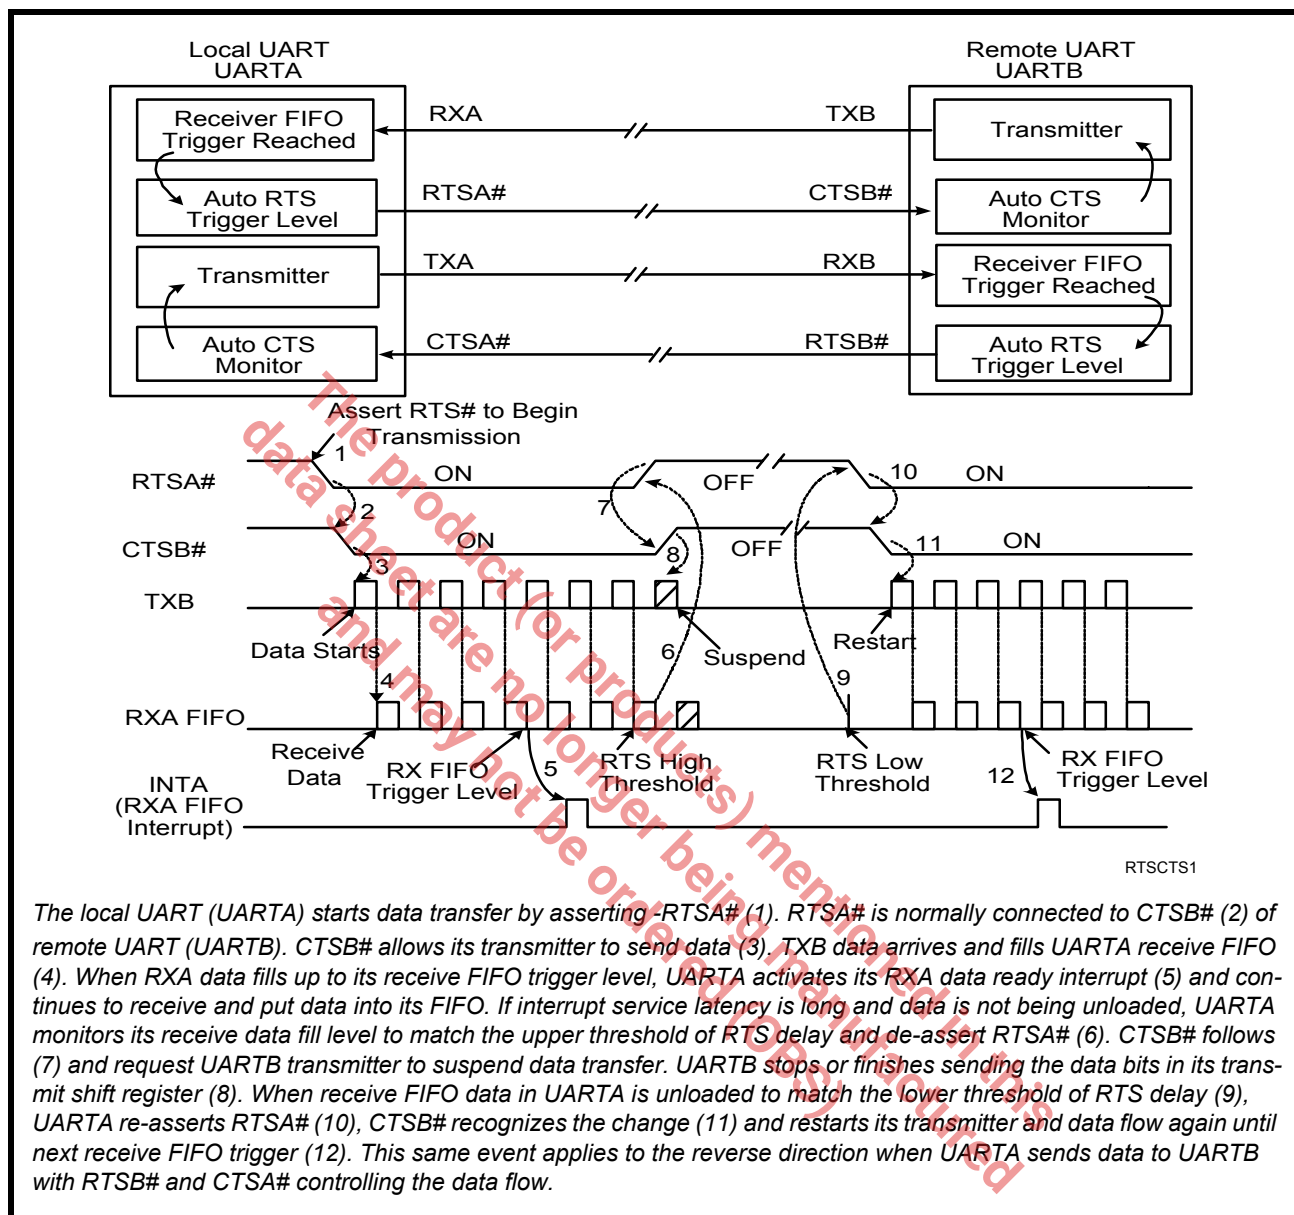 Local UART
UARTA
Remote UART
UARTB
Receiver FIFO
Trigger Reached
RXA
TXB
Transmitter
Auto RTS
Trigger Level
RTSA#
CTSB#
Auto CTS
Monitor
Transmitter
TXA
RXB
Receiver FIFO
Trigger Reached
Auto CTS
Monitor
CTSA#
RTSB#
Auto RTS
Trigger Level
Assert RTS# to Begin
Transmission
RTSA#
1
ON
7
OFF
10
ON
2
CTSB#
ON
8
OFF
11
ON
3
TXB
Data Starts
6
Suspend
Restart
4
9
RXA FIFO
Receive
Data
RX FIFO
Trigger Level
5
RTS High
Threshold
RTS Low
Threshold
12
RX FIFO
Trigger Level
INTA
(RXA FIFO
Interrupt)
RTSCTS1
The local UART (UARTA) starts data transfer by asserting -RTSA# (1). RTSA# is normally connected to CTSB# (2) of
remote UART (UARTB). CTSB# allows its transmitter to send data (3). TXB data arrives and fills UARTA receive FIFO
(4). When RXA data fills up to its receive FIFO trigger level, UARTA activates its RXA data ready interrupt (5) and con-
tinues to receive and put data into its FIFO. If interrupt service latency is long and data is not being unloaded, UARTA
monitors its receive data fill level to match the upper threshold of RTS delay and de-assert RTSA# (6). CTSB# follows
(7) and request UARTB transmitter to suspend data transfer. UARTB stops or finishes sending the data bits in its trans-
mit shift register (8). When receive FIFO data in UARTA is unloaded to match the lower threshold of RTS delay (9),
UARTA re-asserts RTSA# (10), CTSB# recognizes the change (11) and restarts its transmitter and data flow again until
next receive FIFO trigger (12). This same event applies to the reverse direction when UARTA sends data to UARTB
with RTSB# and CTSA# controlling the data flow.
The product (or products) mentioned in this
data sheet are no longer being manufactured
and may not be ordered (OBS)